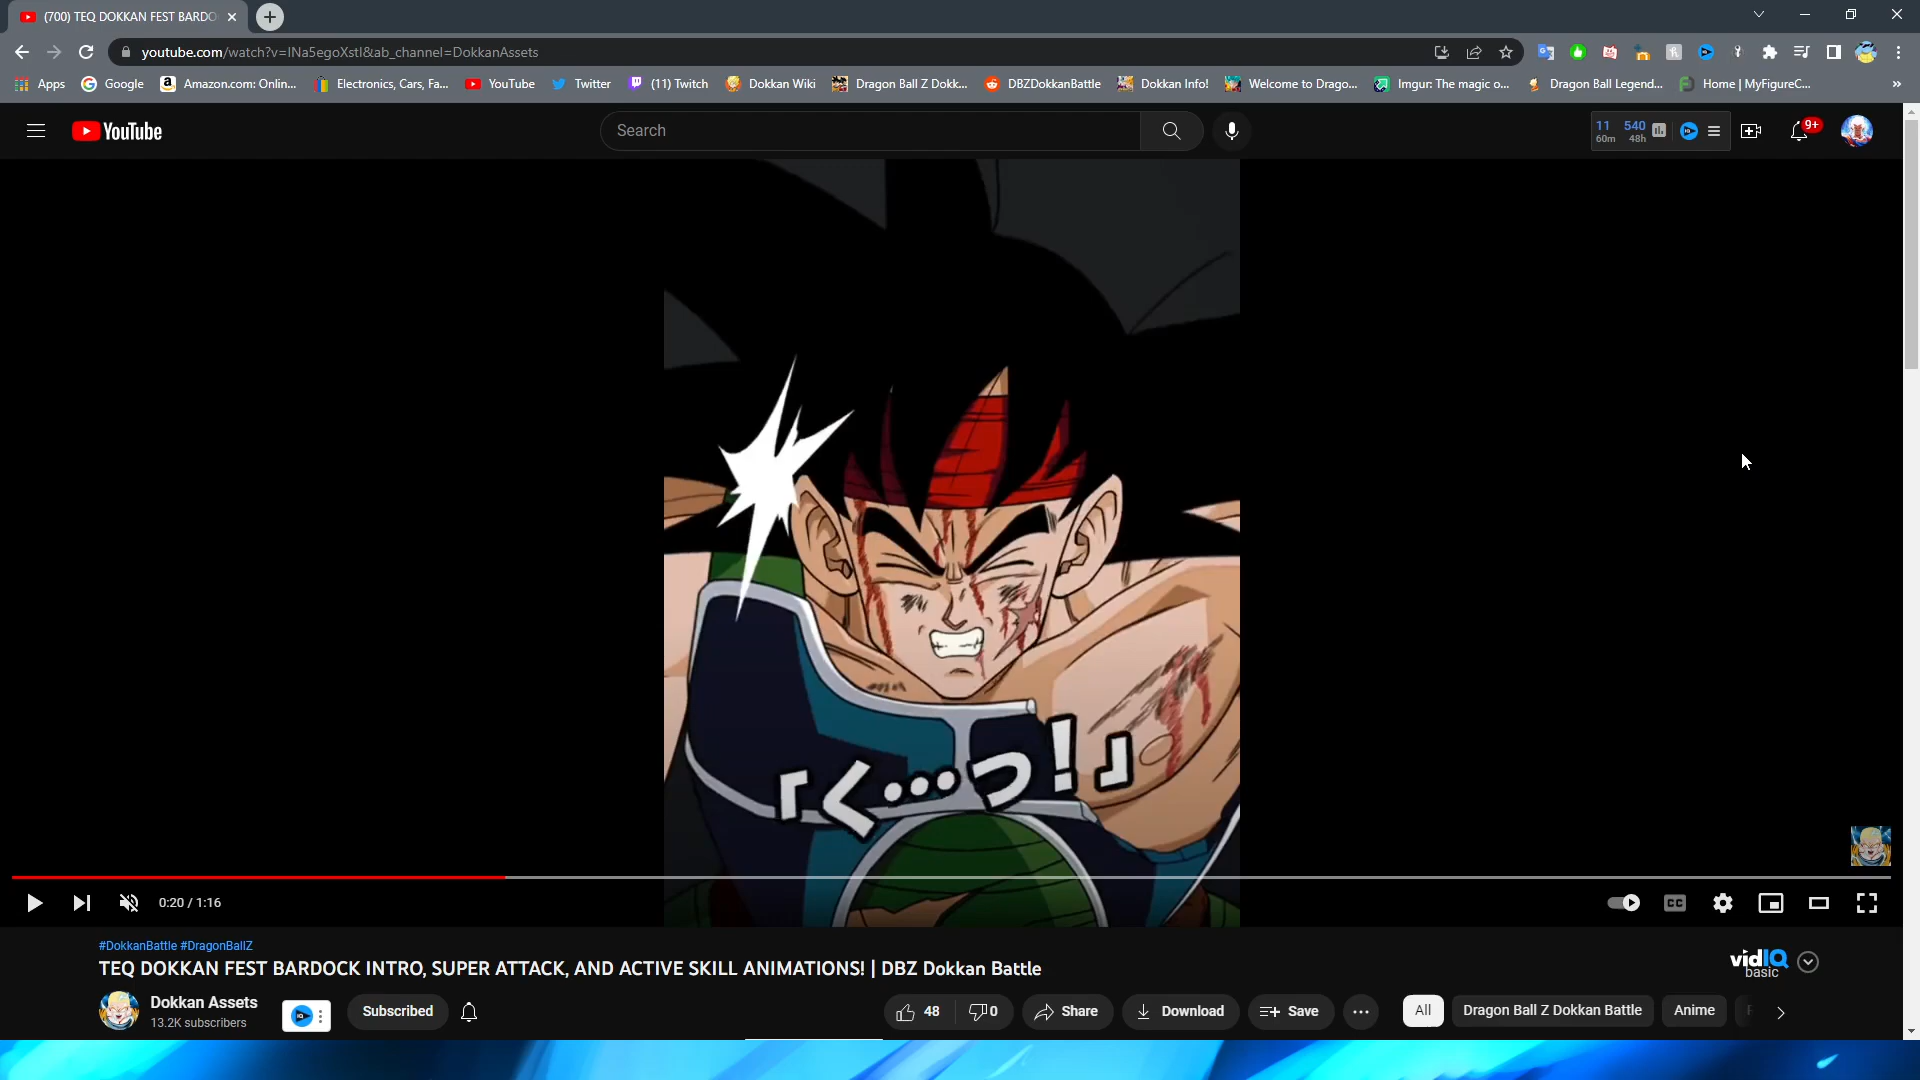 (700) TEQ DOKKAN FEST BARDO
youtube.com/watch?v=INa5egoXstI&ab_channel=DokkanAssets
Apps
Google
Amazon.com: Onlin...
Electronics, Cars, Fa...
YouTube
Twitter
(11) Twitch
Dokkan Wiki
Dragon Ball Z Dokk...
DBZDokkanBattle
Dokkan Info!
Welcome to Drago...
Imgur: The magic o...
Dragon Ball Legend...
Home | MyFigureC...
YouTube
Search
11 540
60m 48h
9+
「く…っ!」
0:20 / 1:16
CC
#DokkanBattle #DragonBallZ
TEQ DOKKAN FEST BARDOCK INTRO, SUPER ATTACK, AND ACTIVE SKILL ANIMATIONS! | DBZ Dokkan Battle
vidIQ
basic
Dokkan Assets
13.2K subscribers
Subscribed
48
0
Share
Download
Save
All
Dragon Ball Z Dokkan Battle
Anime